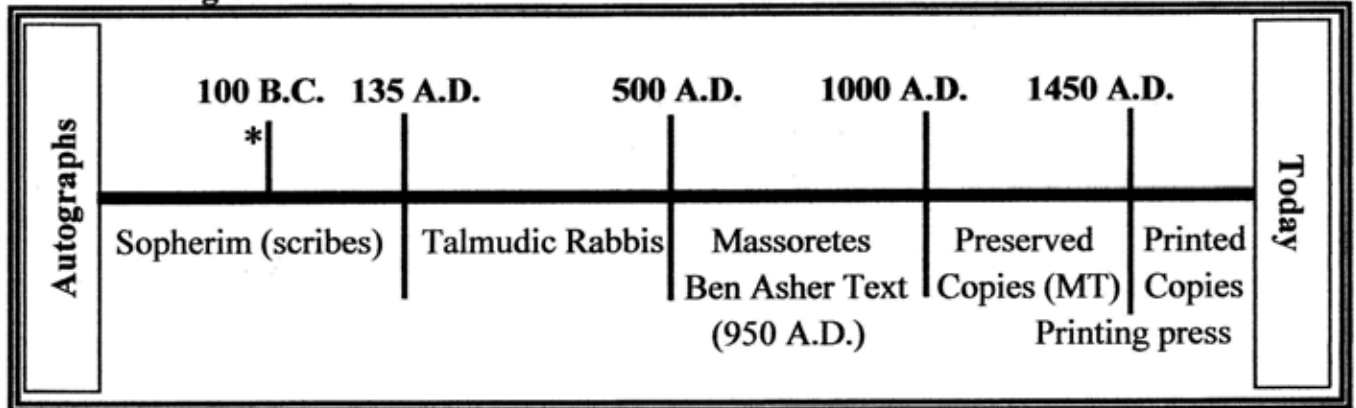 Autographs
100 B.C. 135 A.D. 500 A.D. 1000 A.D. 1450 A.D.
*
Sopherim (scribes) Talmudic Rabbis Massoretes Preserved Printed
Ben Asher Text Copies (MT) Copies
(950 A.D.) Printing press
Today